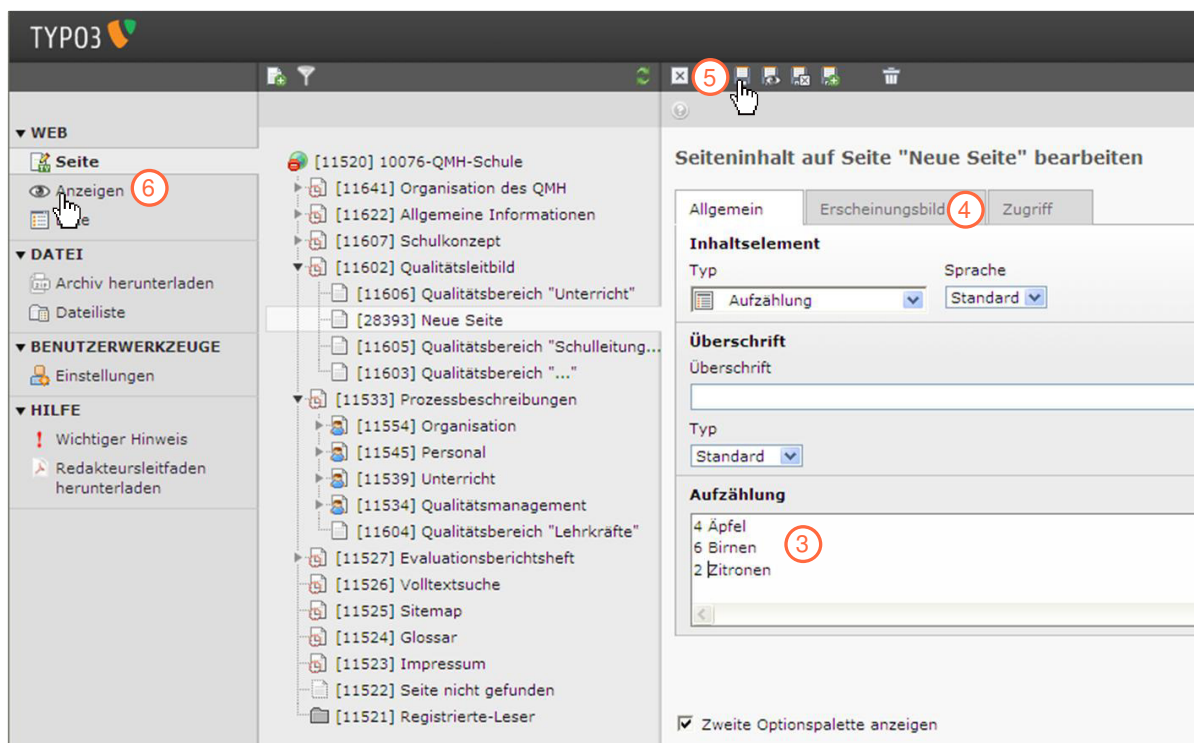 TYPO3
5
WEB
Seite
Anzeigen
6
DATEI
Archiv herunterladen
Dateiliste
BENUTZERWERKZEUGE
Einstellungen
HILFE
Wichtiger Hinweis
Redakteursleitfaden
herunterladen
[11520] 10076-QMH-Schule
[11641] Organisation des QMH
[11622] Allgemeine Informationen
[11607] Schulkonzept
[11602] Qualitätsleitbild
[11606] Qualitätsbereich "Unterricht"
[28393] Neue Seite
[11605] Qualitätsbereich "Schulleitung...
[11603] Qualitätsbereich "..."
[11533] Prozessbeschreibungen
[11554] Organisation
[11545] Personal
[11539] Unterricht
[11534] Qualitätsmanagement
[11604] Qualitätsbereich "Lehrkräfte"
[11527] Evaluationsberichtsheft
[11526] Volltextsuche
[11525] Sitemap
[11524] Glossar
[11523] Impressum
[11522] Seite nicht gefunden
[11521] Registrierte-Leser
Seiteninhalt auf Seite "Neue Seite" bearbeiten
Allgemein Erscheinungsbild 4 Zugriff
Inhaltselement
Typ Sprache
Aufzählung Standard
Überschrift
Überschrift
Typ
Standard
Aufzählung
4 Äpfel
6 Birnen 3
2 Zitronen
Zweite Optionspalette anzeigen